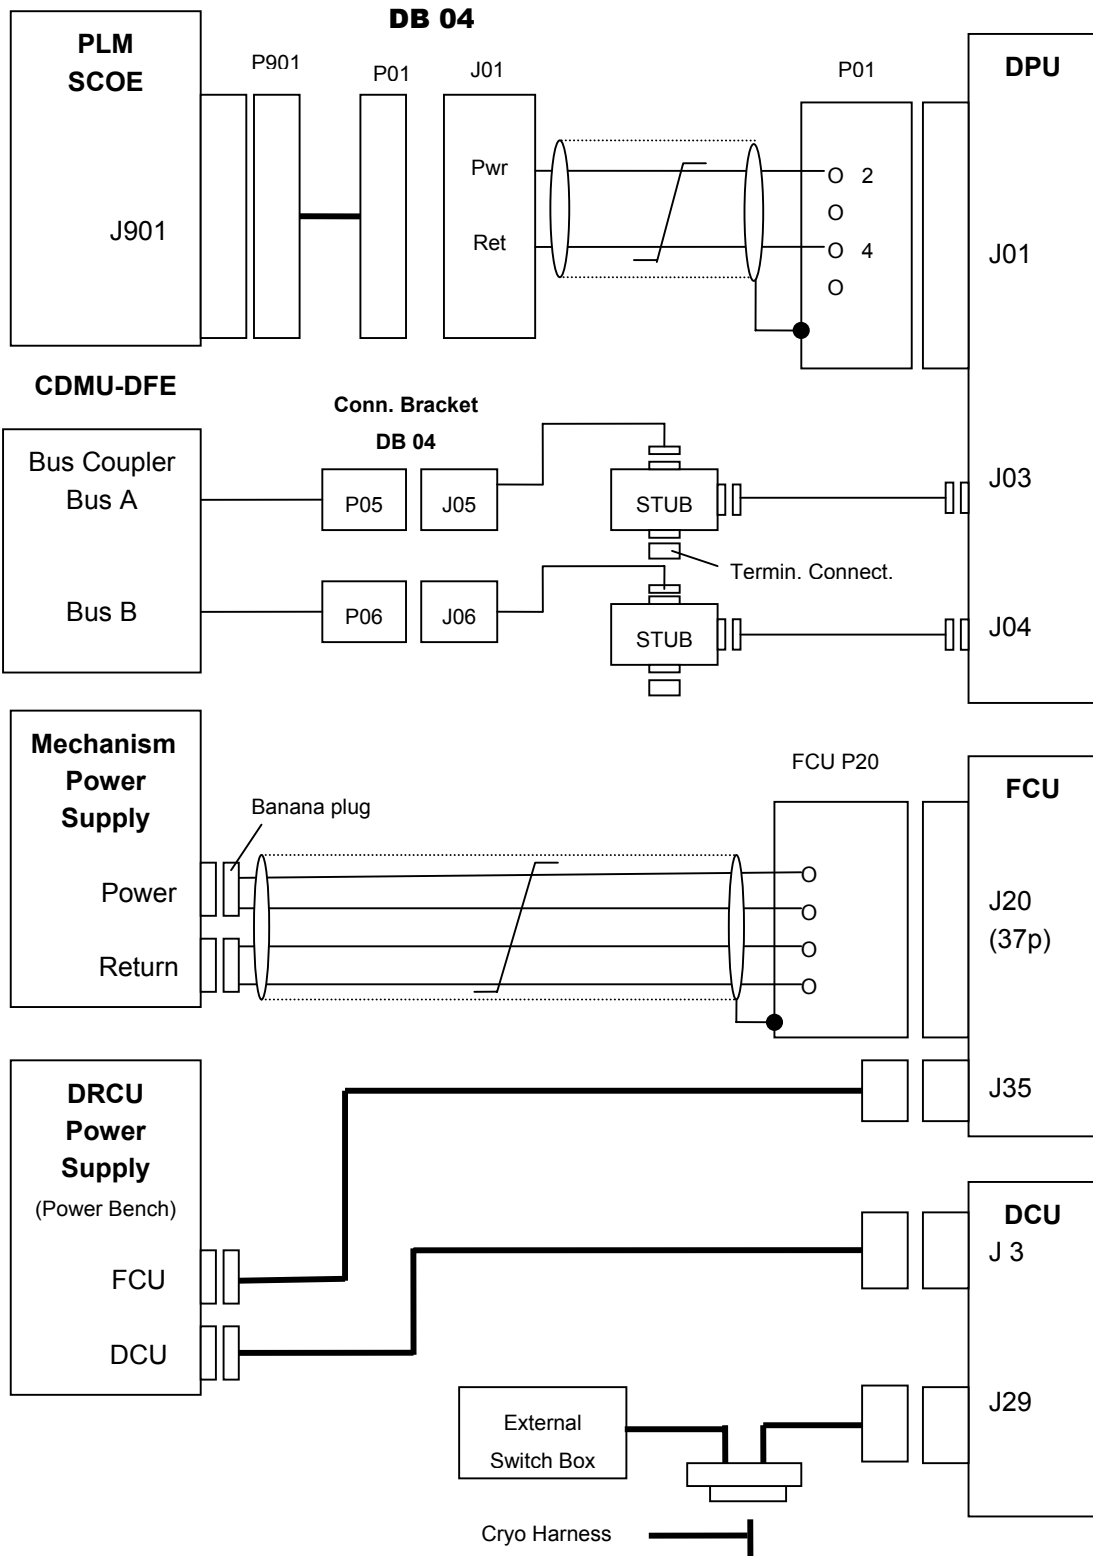 DB 04
PLM
SCOE
P901
P01
J01
P01
DPU
Pwr
2
J901
Ret
4
J01
CDMU-DFE
Conn. Bracket
DB 04
Bus Coupler
Bus A
P05
J05
STUB
J03
Termin. Connect.
Bus B
P06
J06
STUB
J04
Mechanism
Power
Supply
FCU P20
FCU
Banana plug
Power
J20
(37p)
Return
DRCU
Power
Supply
(Power Bench)
J35
DCU
J 3
FCU
DCU
J29
External
Switch Box
Cryo Harness